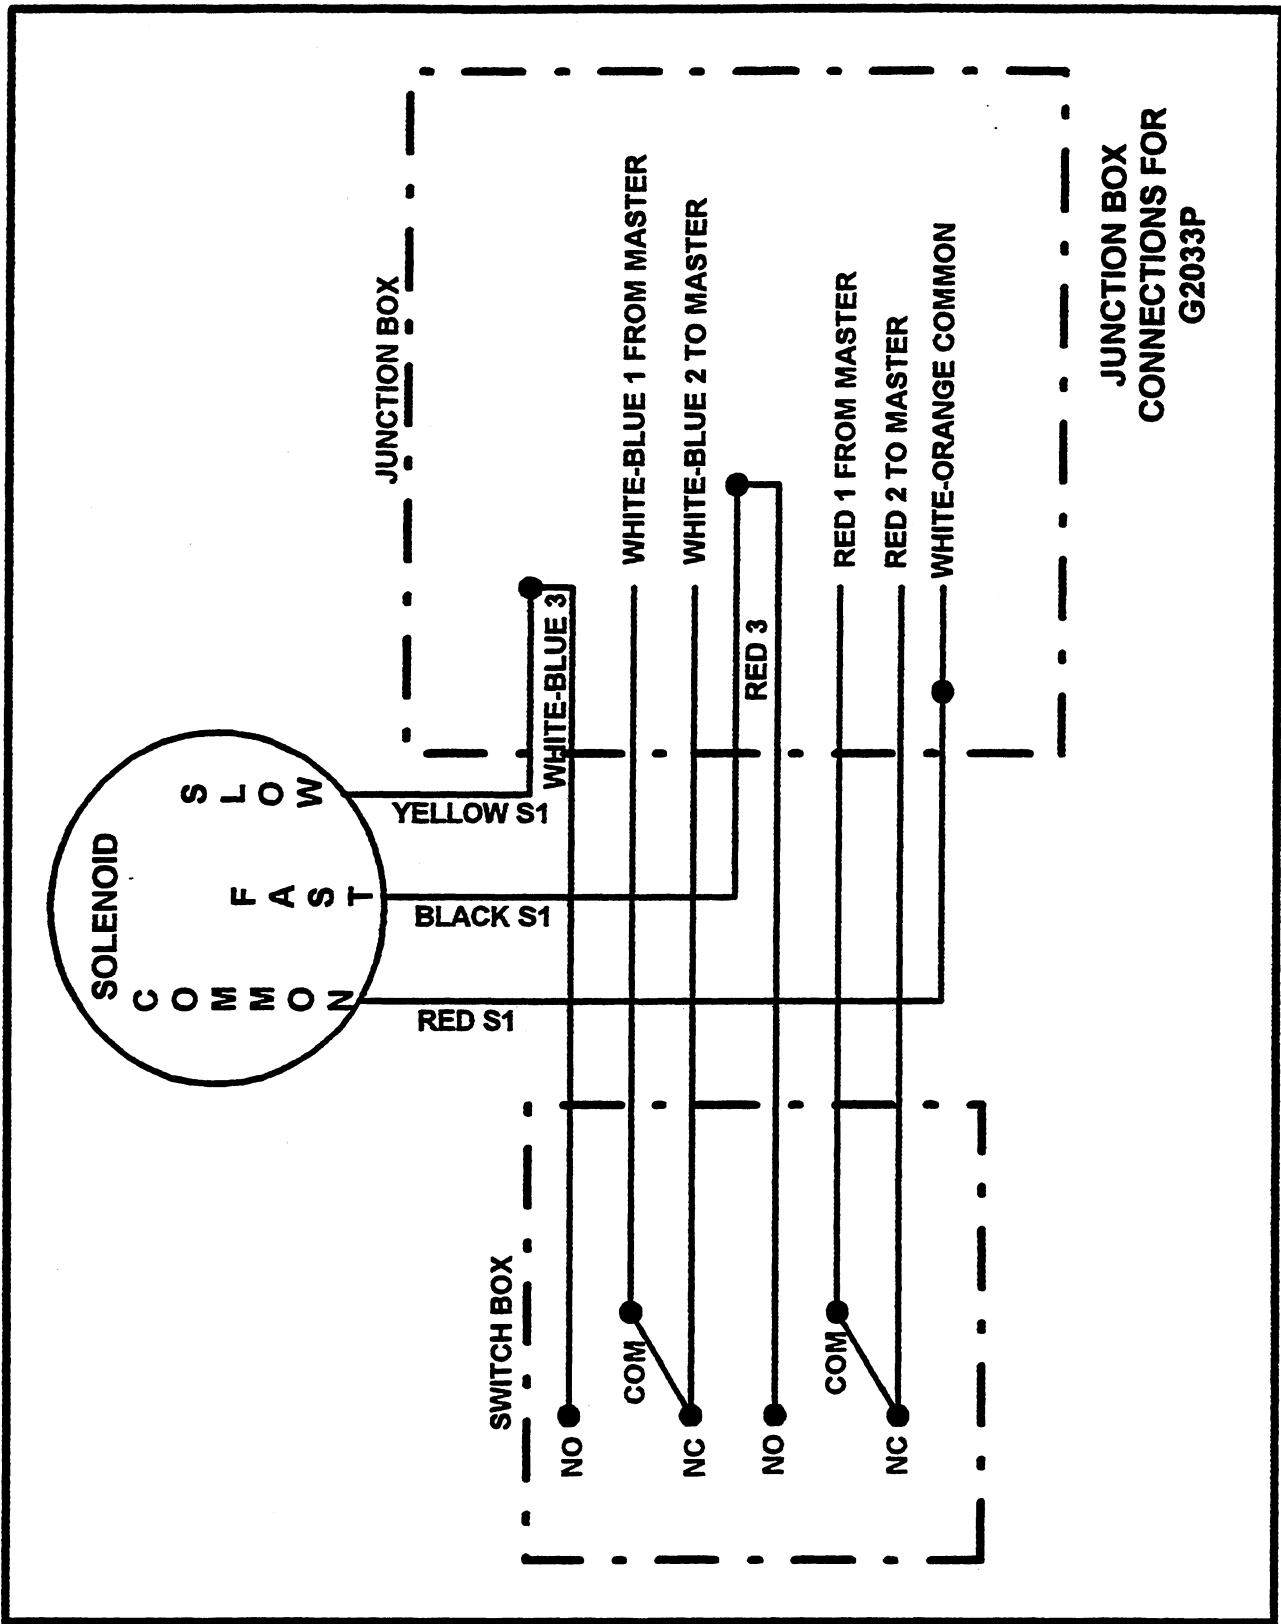 SOLENOID
COMMON
FAST
SLOW
RED S1
BLACK S1
YELLOW S1
JUNCTION BOX
SWITCH BOX
WHITE-BLUE 3
NO
WHITE-BLUE 1 FROM MASTER
COM
WHITE-BLUE 2 TO MASTER
NC
RED 3
NO
RED 1 FROM MASTER
COM
RED 2 TO MASTER
NC
WHITE-ORANGE COMMON
JUNCTION BOX
CONNECTIONS FOR
G2033P